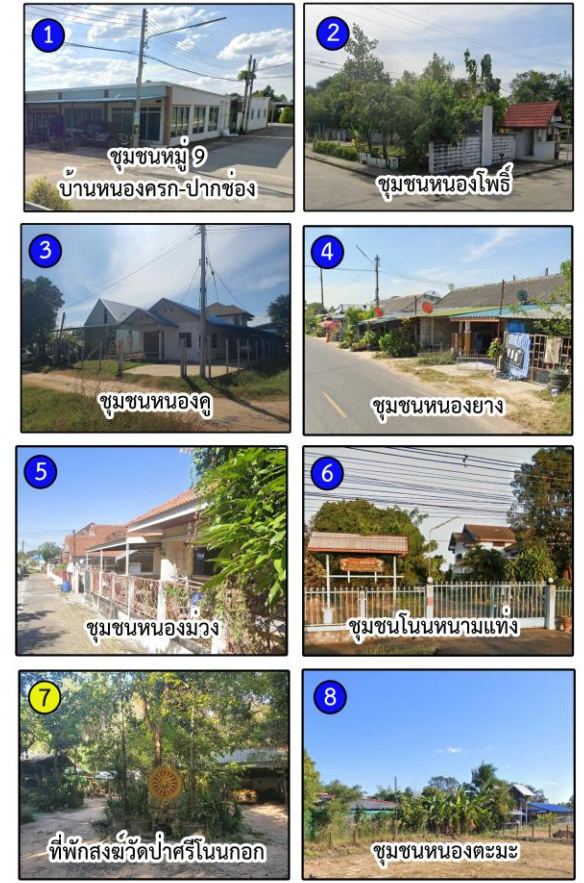 1
ชุมชนหมู่ 9
บ้านหนองครก-ปากช่อง
2
ชุมชนหนองโพธิ์
3
ชุมชนหนองคู
4
ชุมชนหนองยาง
5
ชุมชนหนองม่วง
6
ชุมชนโนนหนามแท่ง
7
ที่พักสงฆ์วัดป่าศรีโนนกอก
8
ชุมชนหนองตะมะ